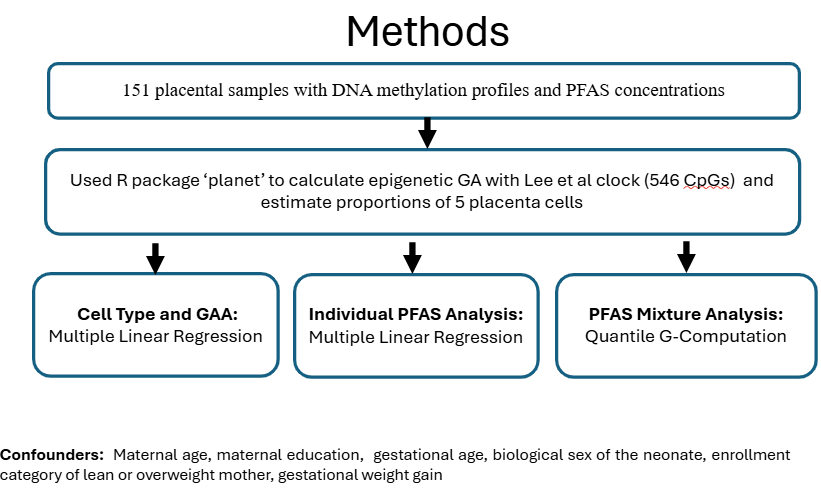 Methods
151 placental samples with DNA methylation profiles and PFAS concentrations
Used R package ‘planet’ to calculate epigenetic GA with Lee et al clock (546 CpGs) and
estimate proportions of 5 placenta cells
Cell Type and GAA:
Multiple Linear Regression
Individual PFAS Analysis:
Multiple Linear Regression
PFAS Mixture Analysis:
Quantile G-Computation
Confounders: Maternal age, maternal education, gestational age, biological sex of the neonate, enrollment
category of lean or overweight mother, gestational weight gain